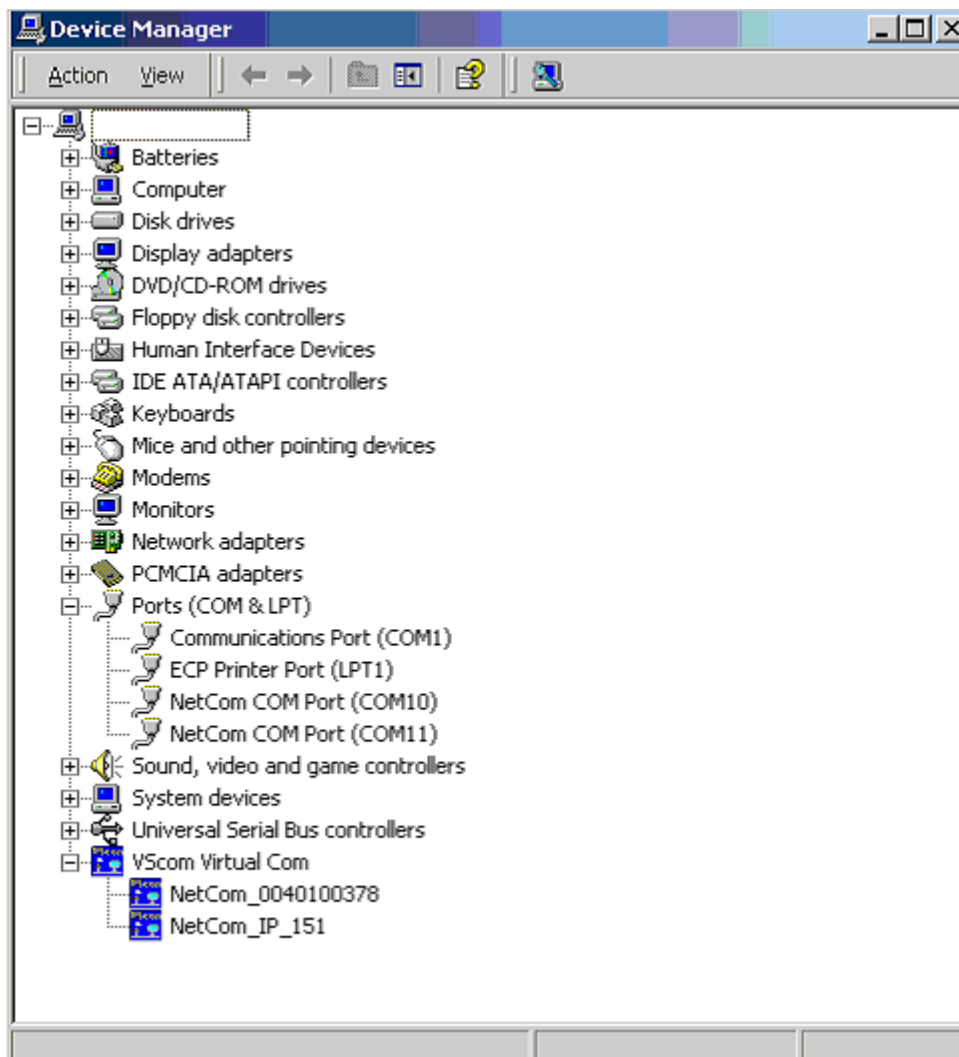 Device Manager
Action View
Batteries
Computer
Disk drives
Display adapters
DVD/CD-ROM drives
Floppy disk controllers
Human Interface Devices
IDE ATA/ATAPI controllers
Keyboards
Mice and other pointing devices
Modems
Monitors
Network adapters
PCMCIA adapters
Ports (COM & LPT)
Communications Port (COM1)
ECP Printer Port (LPT1)
NetCom COM Port (COM10)
NetCom COM Port (COM11)
Sound, video and game controllers
System devices
Universal Serial Bus controllers
VScom Virtual Com
NetCom_0040100378
NetCom_IP_151